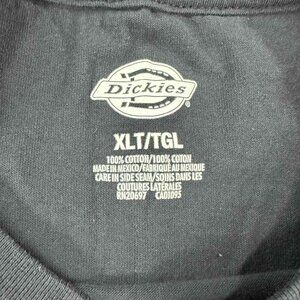 Dickies
XLT/TGL
100% COTTON/100% COTON
MADE IN MEXICO/FABRIQUÉ AU MEXIQUE
CARE IN SIDE SEAM/SOINS DANS LES
COUTURES LATÉRALES
RN20697 CA01095